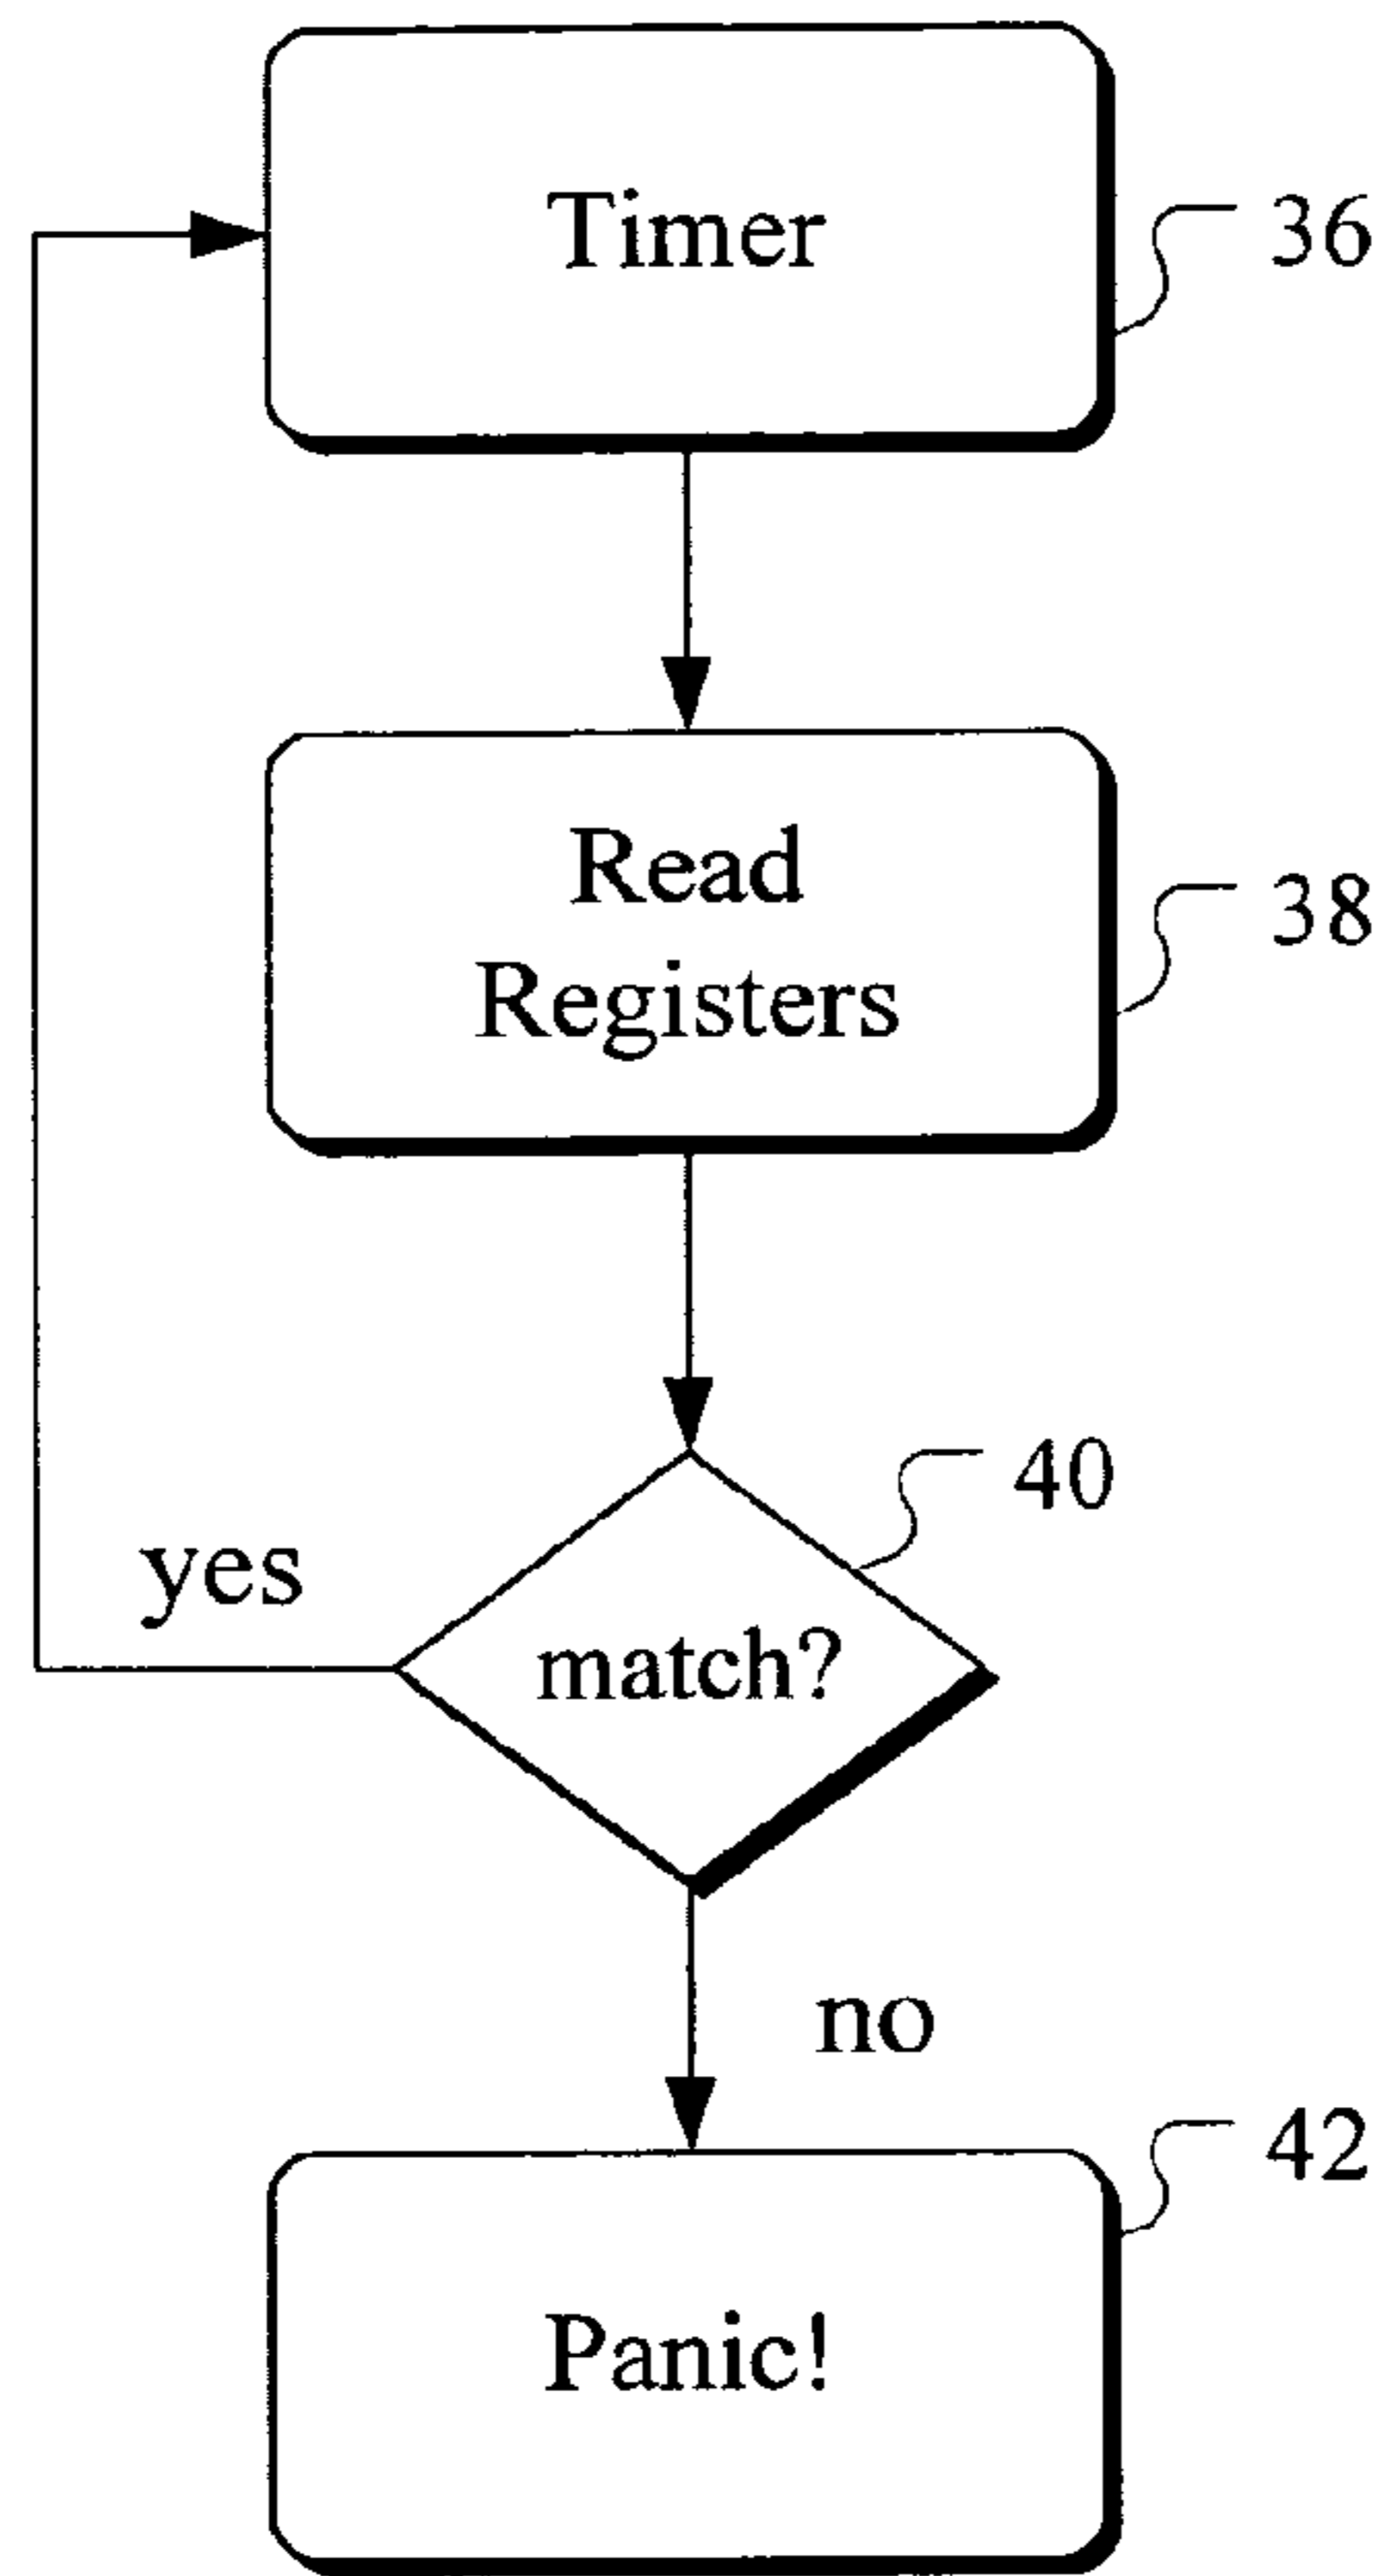 Timer
36
Read
Registers
38
40
yes
match?
no
42
Panic!